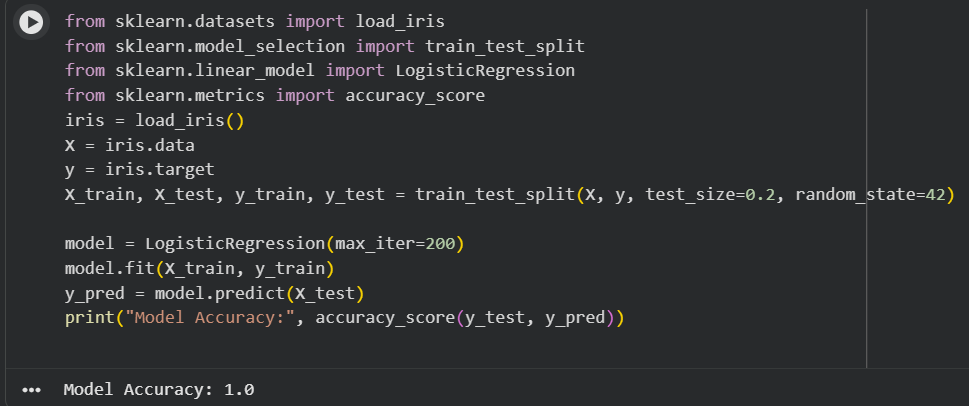 from sklearn.datasets import load_iris
from sklearn.model_selection import train_test_split
from sklearn.linear_model import LogisticRegression
from sklearn.metrics import accuracy_score
iris = load_iris()
X = iris.data
y = iris.target
X_train, X_test, y_train, y_test = train_test_split(X, y, test_size=0.2, random_state=42)
model = LogisticRegression(max_iter=200)
model.fit(X_train, y_train)
y_pred = model.predict(X_test)
print("Model Accuracy:", accuracy_score(y_test, y_pred))
Model Accuracy: 1.0